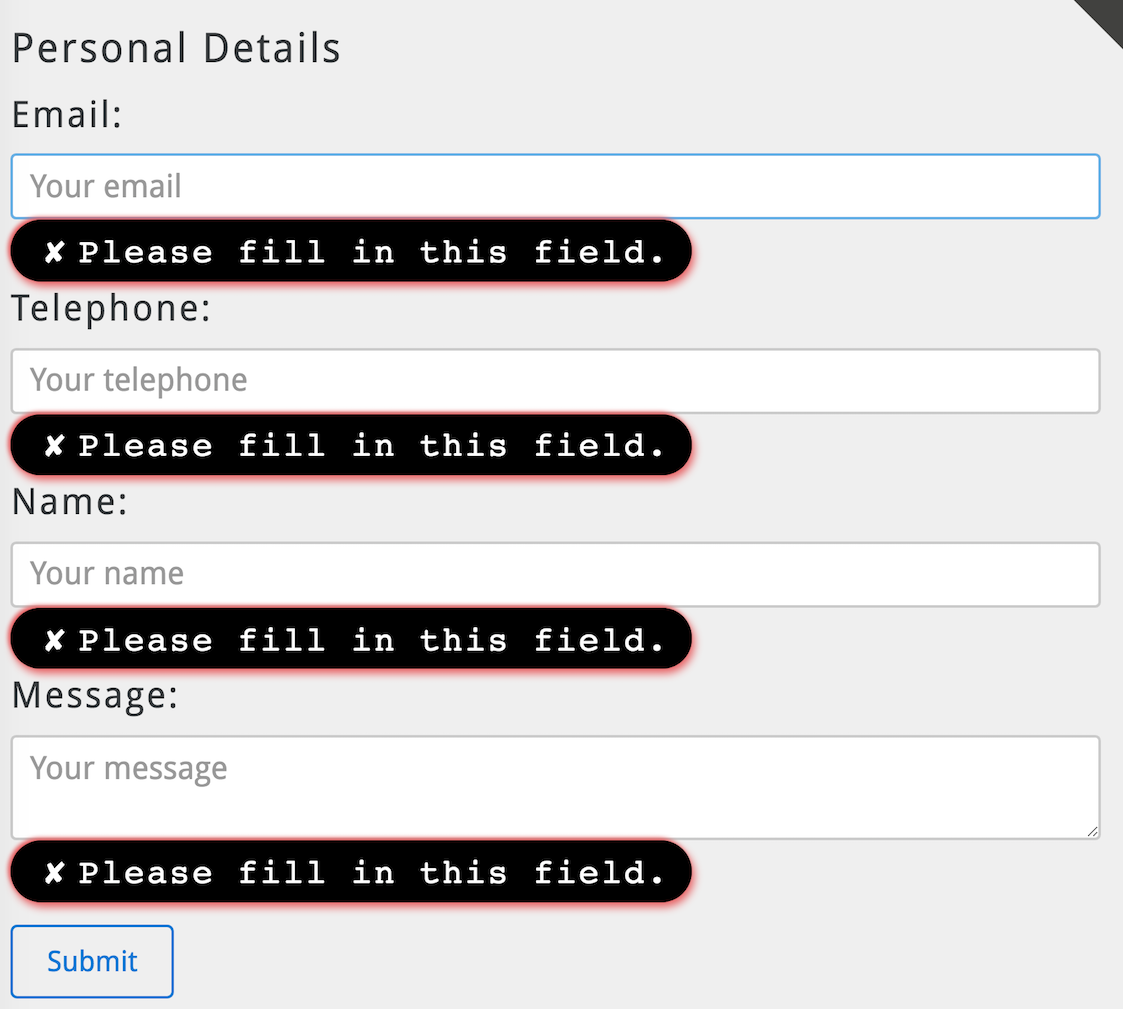 Personal Details
Email:
Your email
✘ Please fill in this field.
Telephone:
Your telephone
✘ Please fill in this field.
Name:
Your name
✘ Please fill in this field.
Message:
Your message
✘ Please fill in this field.
Submit